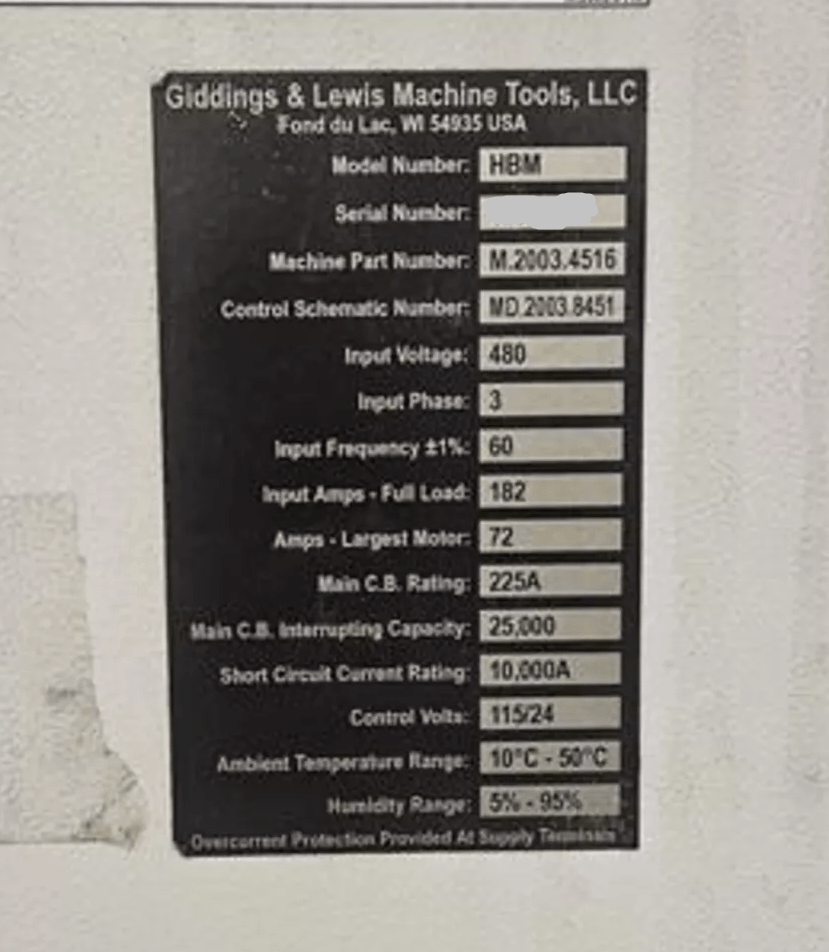 Giddings & Lewis Machine Tools, LLC
Fond du Lac, WI 54935 USA
Model Number: HBM
Serial Number:
Machine Part Number: M.2003.4516
Control Schematic Number: MD.2003.8451
Input Voltage: 480
Input Phase: 3
Input Frequency ±1%: 60
Input Amps - Full Load: 182
Amps - Largest Motor: 72
Main C.B. Rating: 225A
Main C.B. Interrupting Capacity: 25,000
Short Circuit Current Rating: 10,000A
Control Volts: 115/24
Ambient Temperature Range: 10°C - 50°C
Humidity Range: 5% - 95%
Overcurrent Protection Provided At Supply Terminals